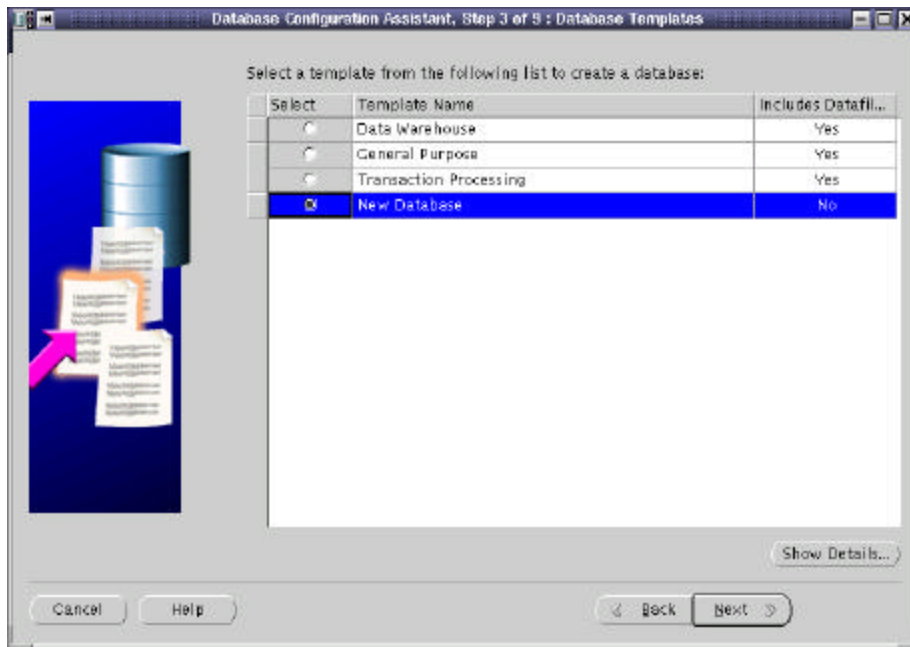 Database Configuration Assistant, Step 3 of 9 : Database Templates
Select a template from the following list to create a database:
Select Template Name Includes Datafil...
Data Warehouse Yes
General Purpose Yes
Transaction Processing Yes
New Database No
Show Details...
Cancel Help Back Next